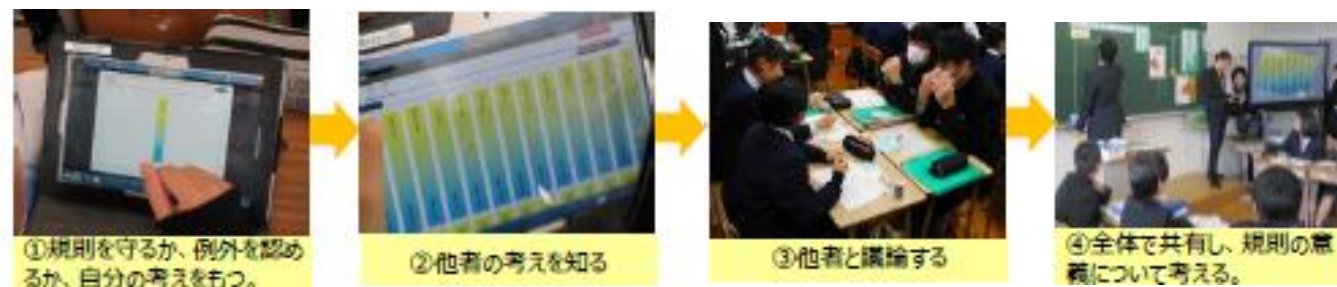 ①規則を守るか、例外を認め
るか、自分の考えをもつ。
②他者の考えを知る
③他者と議論する
④全体で共有し、規則の意
義について考える。